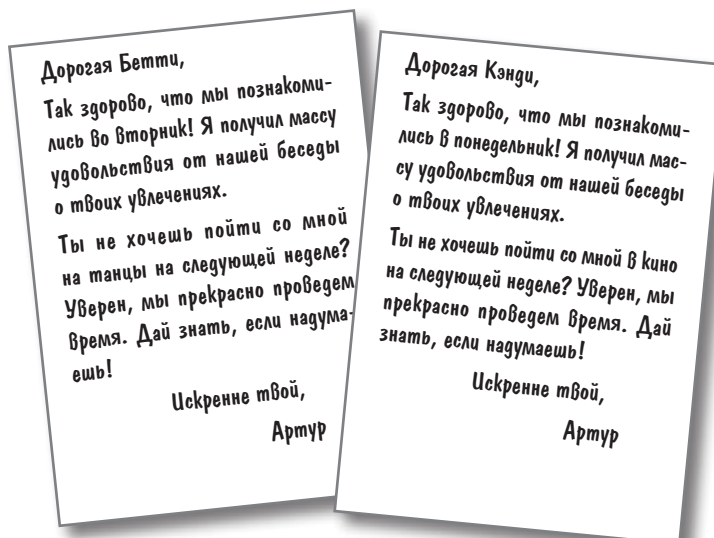 Дорогая Бетти,
Так здорово, что мы познакоми-
лись во вторник! Я получил массу
удовольствия от нашей беседы
о твоих увлечениях.
Ты не хочешь пойти со мной
на танцы на следующей неделе?
Уверен, мы прекрасно проведем
время. Дай знать, если надума-
ешь!
Искренне твой,
Артур
Дорогая Кэнди,
Так здорово, что мы познакоми-
лись в понедельник! Я получил мас-
су удовольствия от нашей беседы
о твоих увлечениях.
Ты не хочешь пойти со мной в кино
на следующей неделе? Уверен, мы
прекрасно проведем время. Дай
знать, если надумаешь!
Искренне твой,
Артур